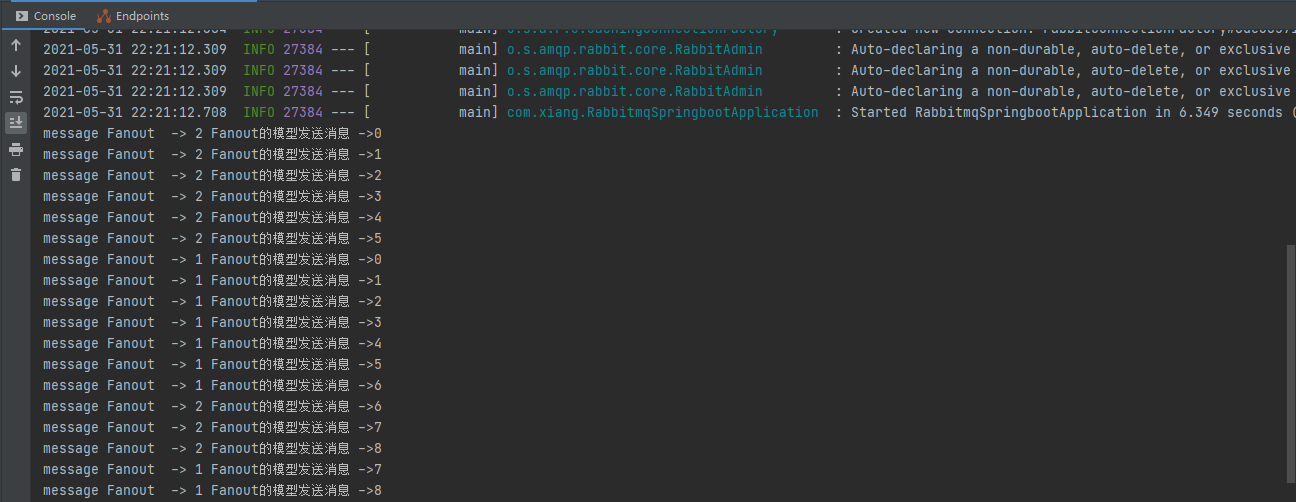 Console Endpoints
2021-05-31 22:21:12.309 INFO 27384 --- [ main] o.s.amqp.rabbit.core.RabbitAdmin : Auto-declaring a non-durable, auto-delete, or exclusive
2021-05-31 22:21:12.309 INFO 27384 --- [ main] o.s.amqp.rabbit.core.RabbitAdmin : Auto-declaring a non-durable, auto-delete, or exclusive
2021-05-31 22:21:12.309 INFO 27384 --- [ main] o.s.amqp.rabbit.core.RabbitAdmin : Auto-declaring a non-durable, auto-delete, or exclusive
2021-05-31 22:21:12.708 INFO 27384 --- [ main] com.xiang.RabbitmqSpringbootApplication : Started RabbitmqSpringbootApplication in 6.349 seconds (
message Fanout -> 2 Fanout的模型发送消息 ->0
message Fanout -> 2 Fanout的模型发送消息 ->1
message Fanout -> 2 Fanout的模型发送消息 ->2
message Fanout -> 2 Fanout的模型发送消息 ->3
message Fanout -> 2 Fanout的模型发送消息 ->4
message Fanout -> 2 Fanout的模型发送消息 ->5
message Fanout -> 1 Fanout的模型发送消息 ->0
message Fanout -> 1 Fanout的模型发送消息 ->1
message Fanout -> 1 Fanout的模型发送消息 ->2
message Fanout -> 1 Fanout的模型发送消息 ->3
message Fanout -> 1 Fanout的模型发送消息 ->4
message Fanout -> 1 Fanout的模型发送消息 ->5
message Fanout -> 1 Fanout的模型发送消息 ->6
message Fanout -> 2 Fanout的模型发送消息 ->6
message Fanout -> 2 Fanout的模型发送消息 ->7
message Fanout -> 2 Fanout的模型发送消息 ->8
message Fanout -> 1 Fanout的模型发送消息 ->7
message Fanout -> 1 Fanout的模型发送消息 ->8